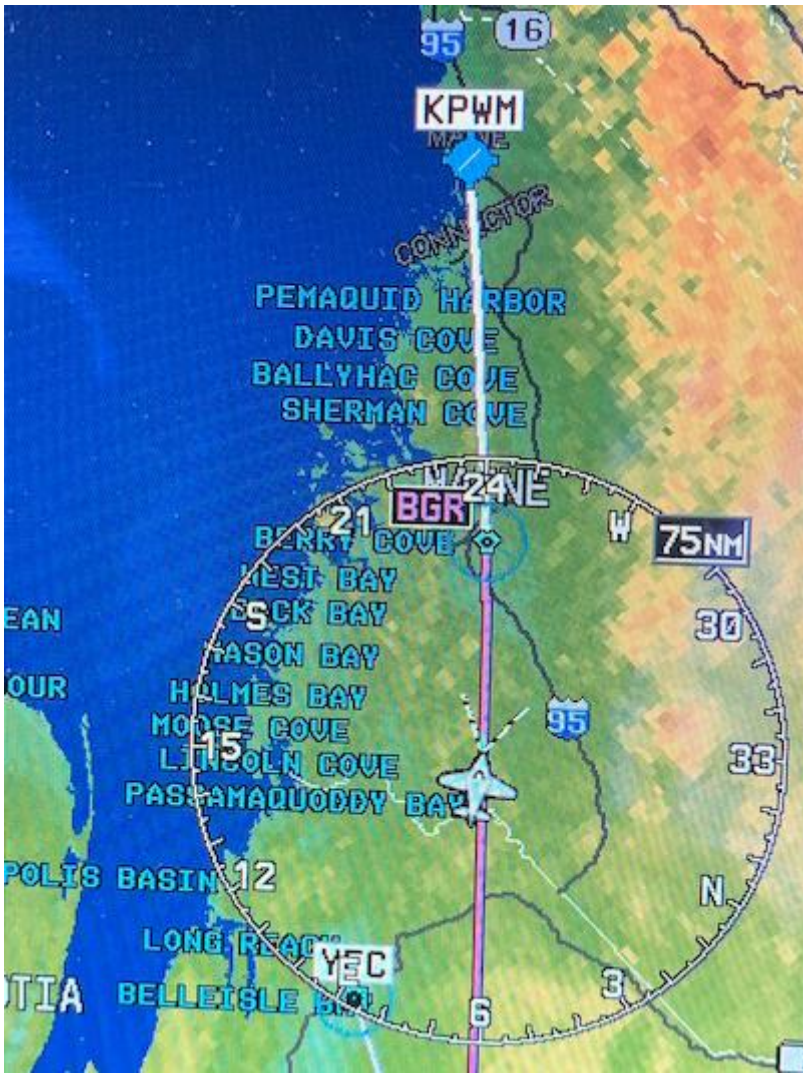 95
16
KPWM
MAINE
CONNECTOR
PEMAQUID HARBOR
DAVIS COVE
BALLYHAC COVE
SHERMAN COVE
MAINE
24
BGR
21
W
75NM
BERRY COVE
WEST BAY
S
BACK BAY
30
EAN
MASON BAY
OUR
HOLMES BAY
95
MOOSE COVE
15
33
LINCOLN COVE
PASSAMAQUODDY BAY
POLIS BASIN
12
N
LONG REACH
YEC
3
OTIA
BELLEISLE BAY
6